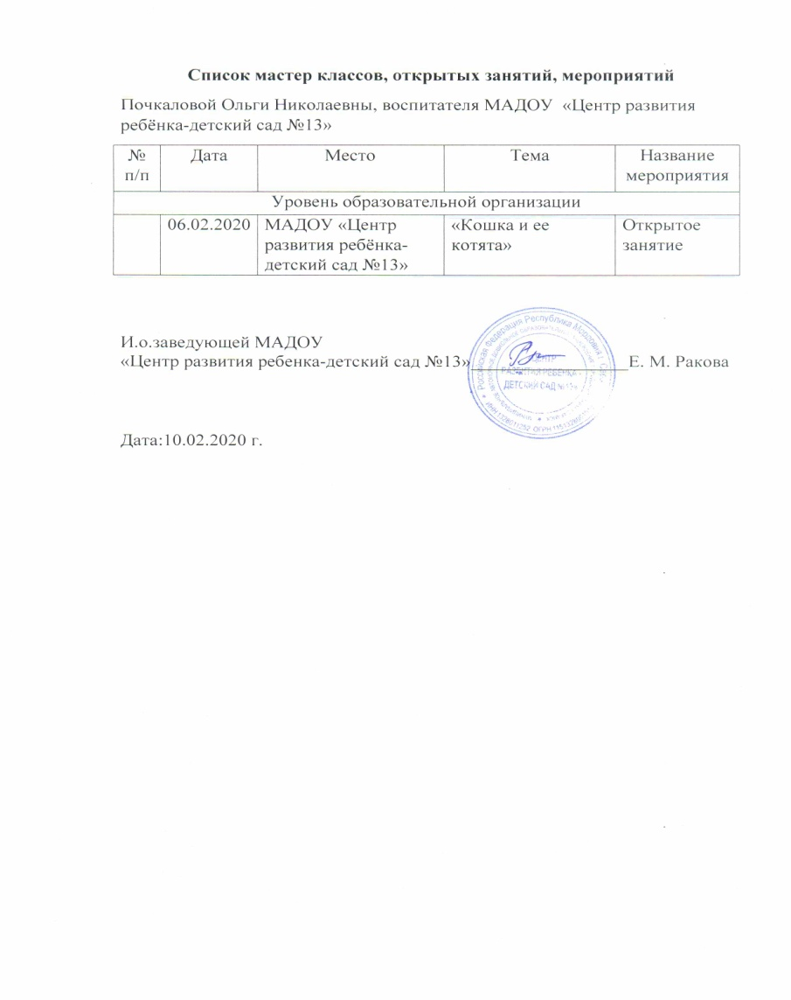 Список мастер классов, открытых занятий, мероприятий
Почкаловой Ольги Николаевны, воспитателя МАДОУ «Центр развития
ребёнка-детский сад №13»
№
п/п
Дата
Место
Тема
Название
мероприятия
Уровень образовательной организации
06.02.2020
МАДОУ «Центр
развития ребёнка-
детский сад №13»
«Кошка и ее
котята»
Открытое
занятие
И.о.заведующей МАДОУ
«Центр развития ребенка-детский сад №13»
Е. М. Ракова
Российская Федерация Республика Мордовия
ЦЕНТР
РАЗВИТИЯ РЕБЕНКА -
ДЕТСКИЙ САД №13»
Дата:10.02.2020 г.